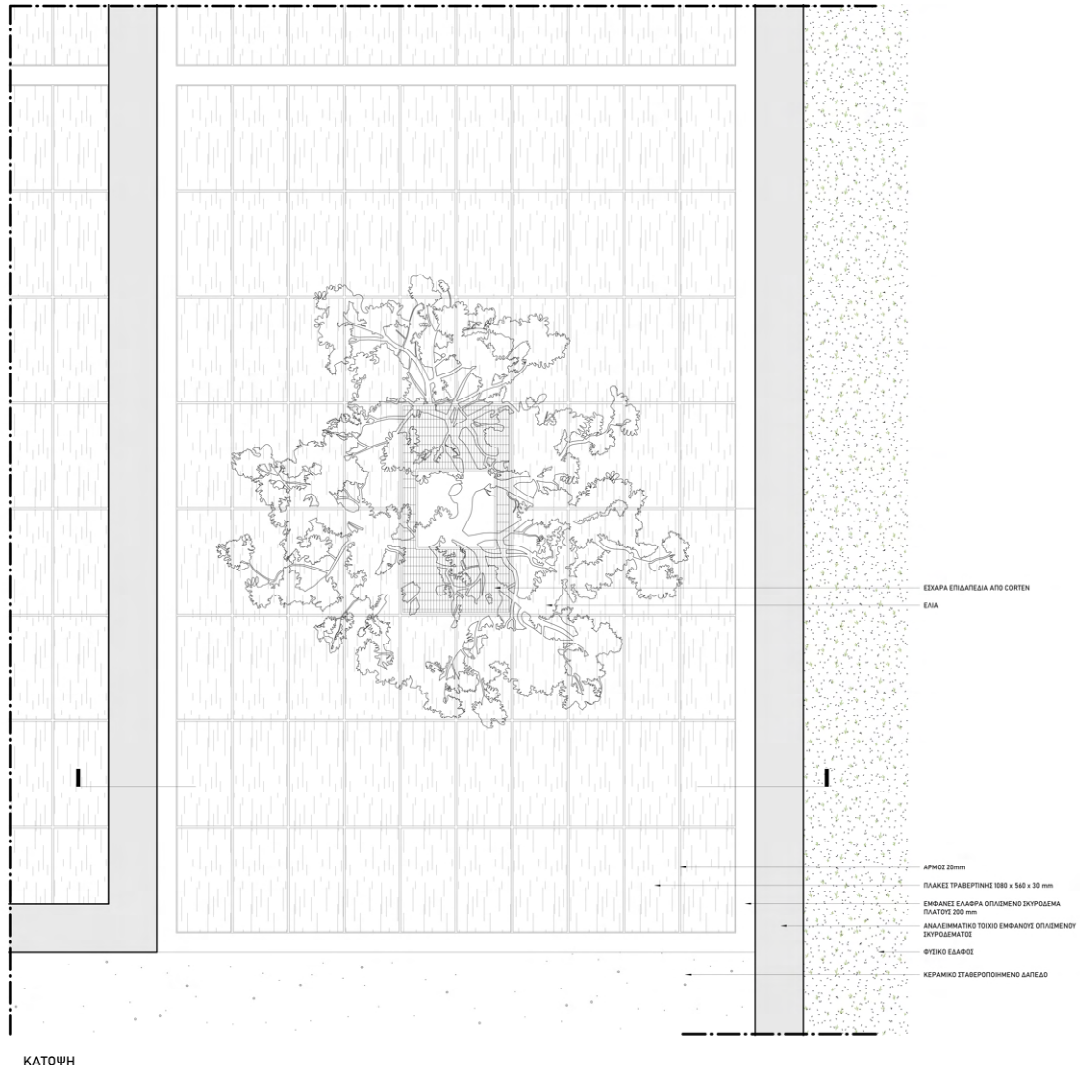 ΕΣΧΑΡΑ ΕΠΙΔΑΠΕΔΙΑ ΑΠΟ CORTEN
ΕΛΙΑ
ΑΡΜΟΣ 20mm
ΠΛΑΚΕΣ ΤΡΑΒΕΡΤΙΝΗΣ 1080 x 560 x 30 mm
ΕΜΦΑΝΕΣ ΕΛΑΦΡΑ ΟΠΛΙΣΜΕΝΟ ΣΚΥΡΟΔΕΜΑ
ΠΛΑΤΟΥΣ 200 mm
ΑΝΑΛΕΙΜΜΑΤΙΚΟ ΤΟΙΧΙΟ ΕΜΦΑΝΟΥΣ ΟΠΛΙΣΜΕΝΟΥ
ΣΚΥΡΟΔΕΜΑΤΟΣ
ΦΥΣΙΚΟ ΕΔΑΦΟΣ
ΚΕΡΑΜΙΚΟ ΣΤΑΘΕΡΟΠΟΙΗΜΕΝΟ ΔΑΠΕΔΟ
ΚΑΤΟΨΗ